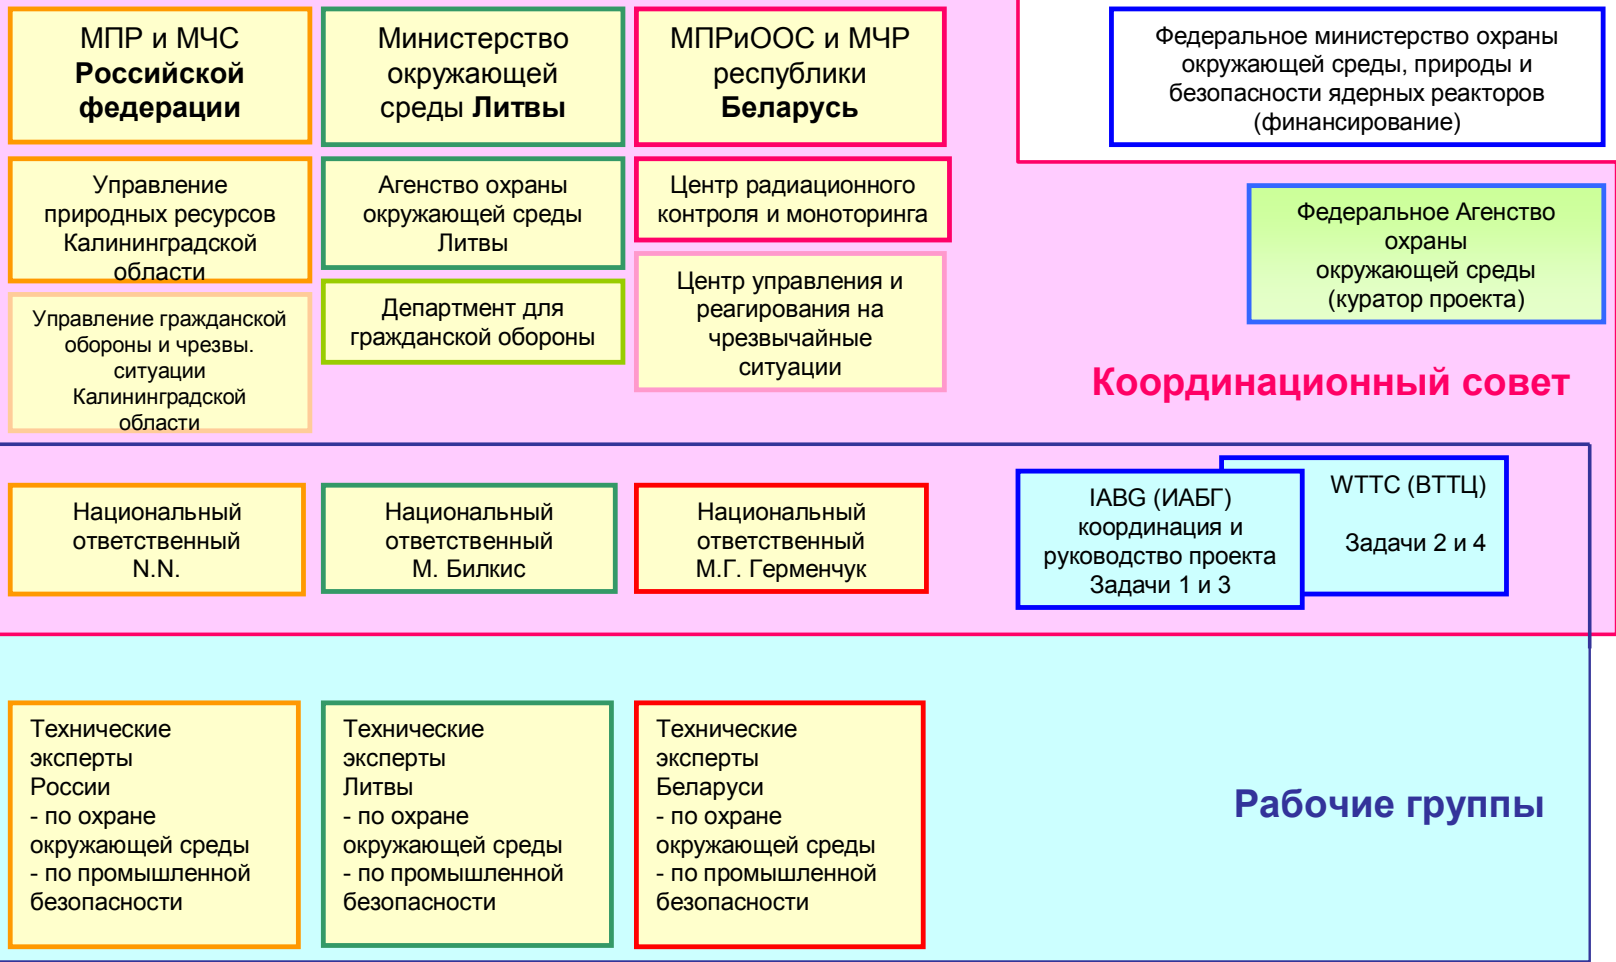 МПР и МЧС
Российской
федерации
Министерство
окружающей
среды Литвы
МПРиООС и МЧР
республики
Беларусь
Федеральное министерство охраны
окружающей среды, природы и
безопасности ядерных реакторов
(финансирование)
Управление
природных ресурсов
Калининградской
области
Агенство охраны
окружающей среды
Литвы
Центр радиационного
контроля и моноторинга
Федеральное Агенство
охраны
окружающей среды
(куратор проекта)
Управление гражданской
обороны и чрезвы.
ситуации
Калининградской
области
Департмент для
гражданской обороны
Центр управления и
реагирования на
чрезвычайные
ситуации
Координационный совет
Национальный
ответственный
N.N.
Национальный
ответственный
М. Билкис
Национальный
ответственный
М.Г. Герменчук
IABG (ИАБГ)
координация и
руководство проекта
Задачи 1 и 3
WTTC (ВТТЦ)
Задачи 2 и 4
Технические
эксперты
России
- по охране
окружающей среды
- по промышленной
безопасности
Технические
эксперты
Литвы
- по охране
окружающей среды
- по промышленной
безопасности
Технические
эксперты
Беларуси
- по охране
окружающей среды
- по промышленной
безопасности
Рабочие группы